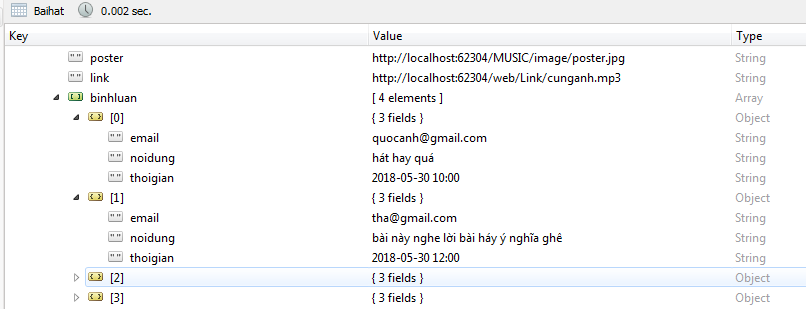 Baihat 0.002 sec.
Key Value Type
" " poster http://localhost:62304/MUSIC/image/poster.jpg String
" " link http://localhost:62304/web/Link/cunganh.mp3 String
binhluan [ 4 elements ] Array
[0] { 3 fields } Object
" " email quocanh@gmail.com String
" " noidung hát hay quá String
" " thoigian 2018-05-30 10:00 String
[1] { 3 fields } Object
" " email tha@gmail.com String
" " noidung bài này nghe lời bài háy ý nghĩa ghê String
" " thoigian 2018-05-30 12:00 String
[2] { 3 fields } Object
[3] { 3 fields } Object